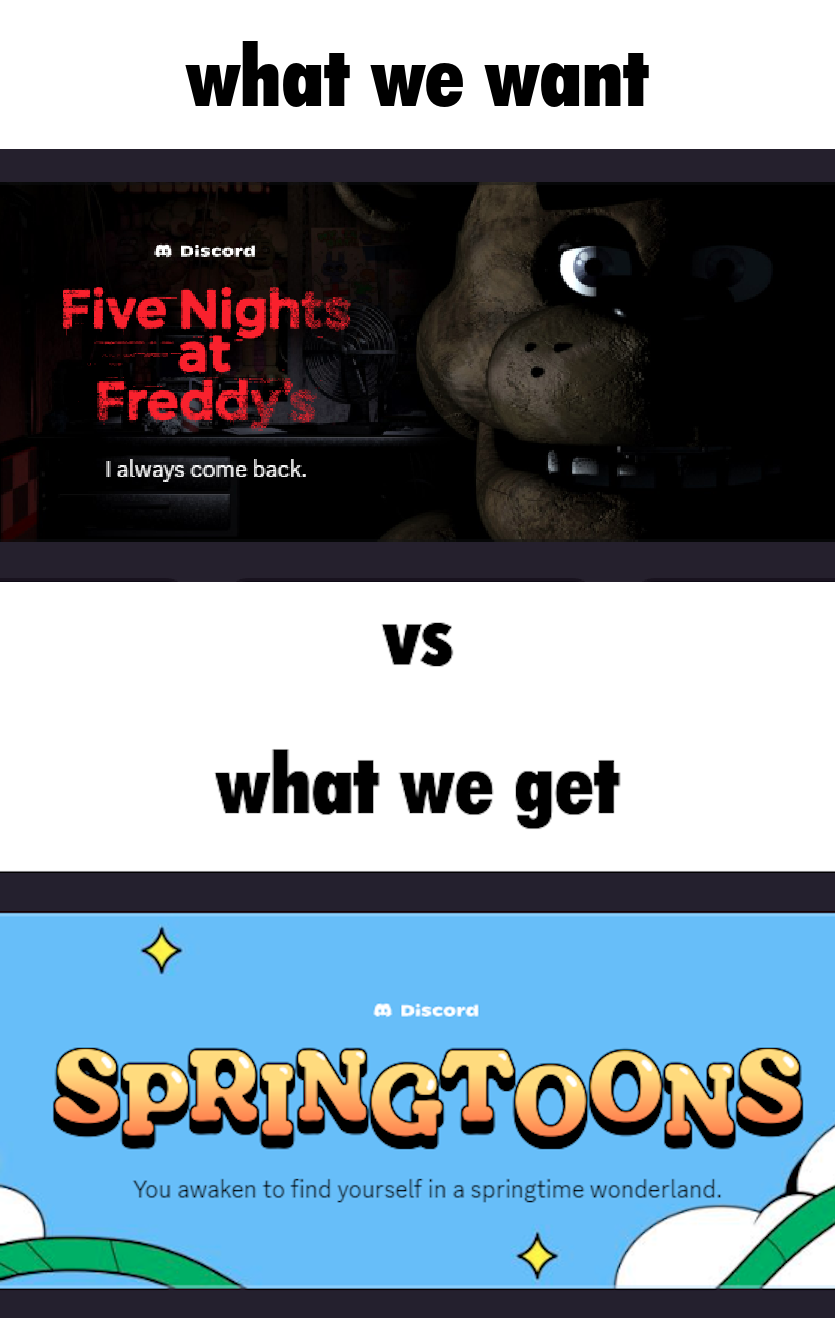 what we want
Discord
Five Nights
at
Freddy's
I always come back.
vs
what we get
Discord
SPRINGTOONS
You awaken to find yourself in a springtime wonderland.